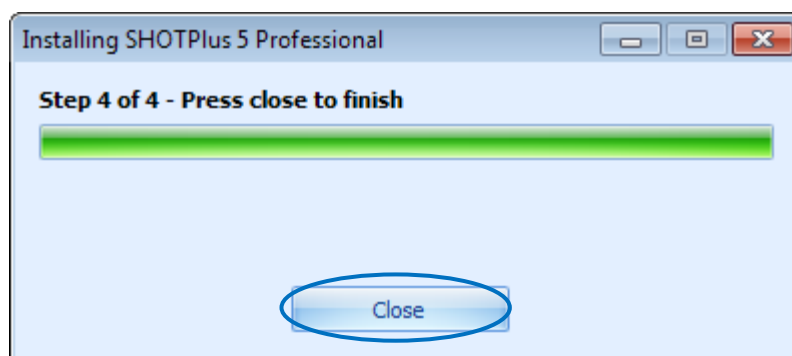 Installing SHOTPlus 5 Professional
Step 4 of 4 - Press close to finish
Close